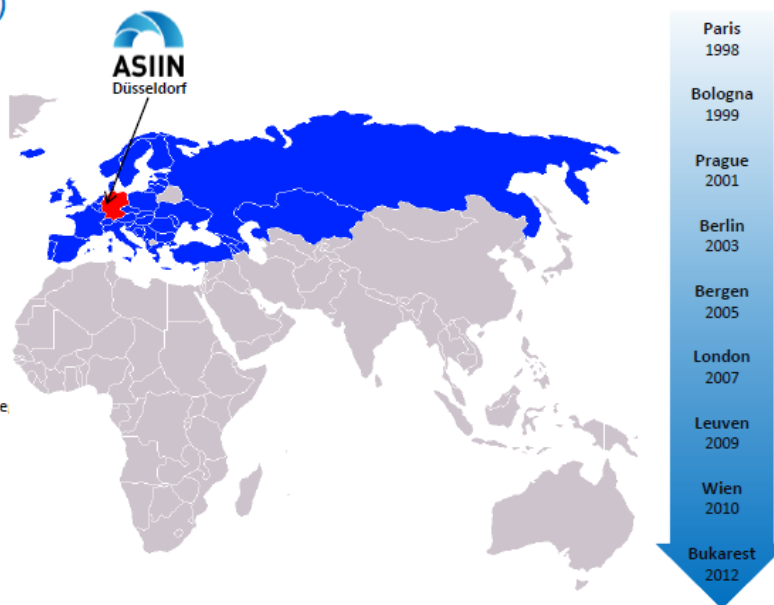 ASIIN
Düsseldorf
Paris
1998
Bologna
1999
Prague
2001
Berlin
2003
Bergen
2005
London
2007
Leuven
2009
Wien
2010
Bukarest
2012